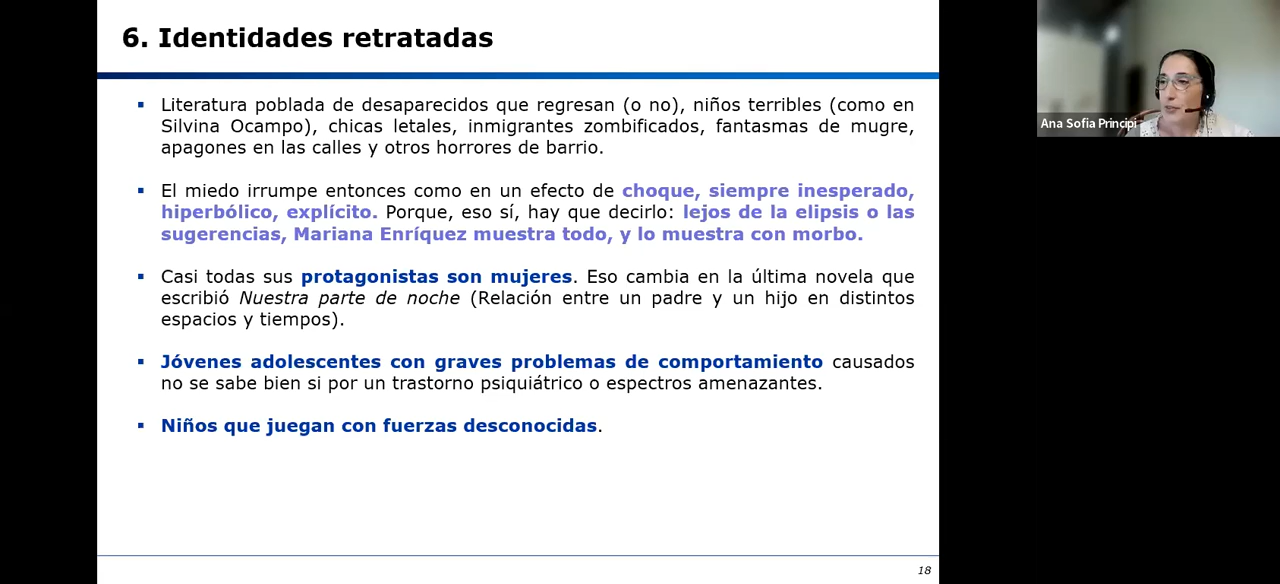 6. Identidades retratadas
Literatura poblada de desaparecidos que regresan (o no), niños terribles (como en
Silvina Ocampo), chicas letales, inmigrantes zombificados, fantasmas de mugre,
apagones en las calles y otros horrores de barrio.
El miedo irrumpe entonces como en un efecto de choque, siempre inesperado,
hiperbólico, explícito. Porque, eso sí, hay que decirlo: lejos de la elipsis o las
sugerencias, Mariana Enríquez muestra todo, y lo muestra con morbo.
Casi todas sus protagonistas son mujeres. Eso cambia en la última novela que
escribió Nuestra parte de noche (Relación entre un padre y un hijo en distintos
espacios y tiempos).
Jóvenes adolescentes con graves problemas de comportamiento causados
no se sabe bien si por un trastorno psiquiátrico o espectros amenazantes.
Niños que juegan con fuerzas desconocidas.
18
Ana Sofía Principi